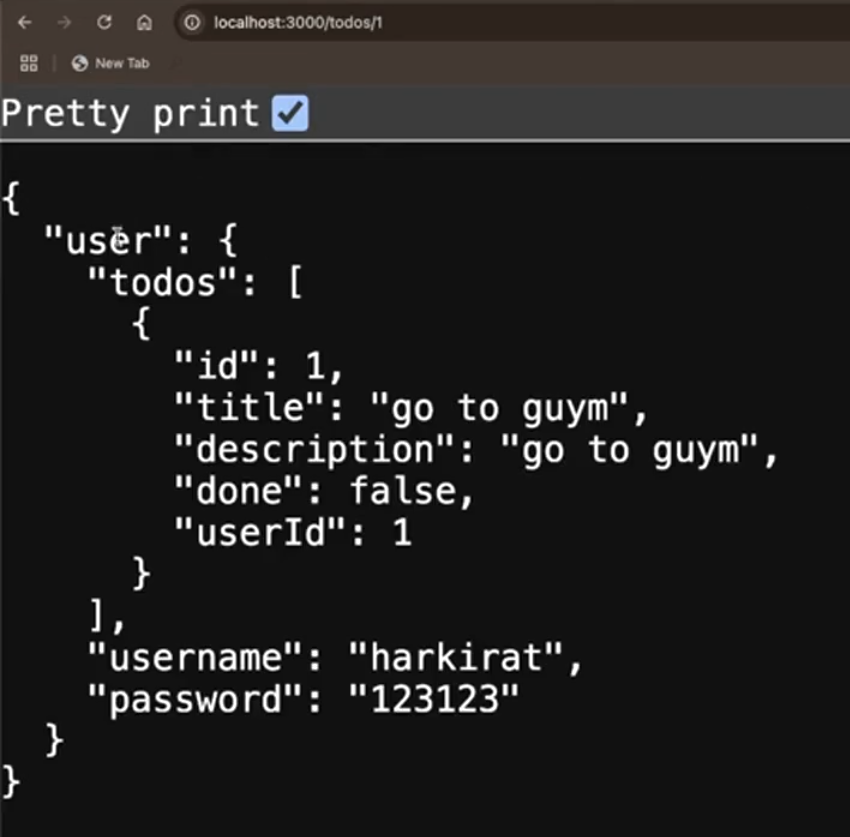 localhost:3000/todos/1
New Tab
Pretty print
{
  "user": {
    "todos": [
      {
        "id": 1,
        "title": "go to guym",
        "description": "go to guym",
        "done": false,
        "userId": 1
      }
    ],
    "username": "harkirat",
    "password": "123123"
  }
}